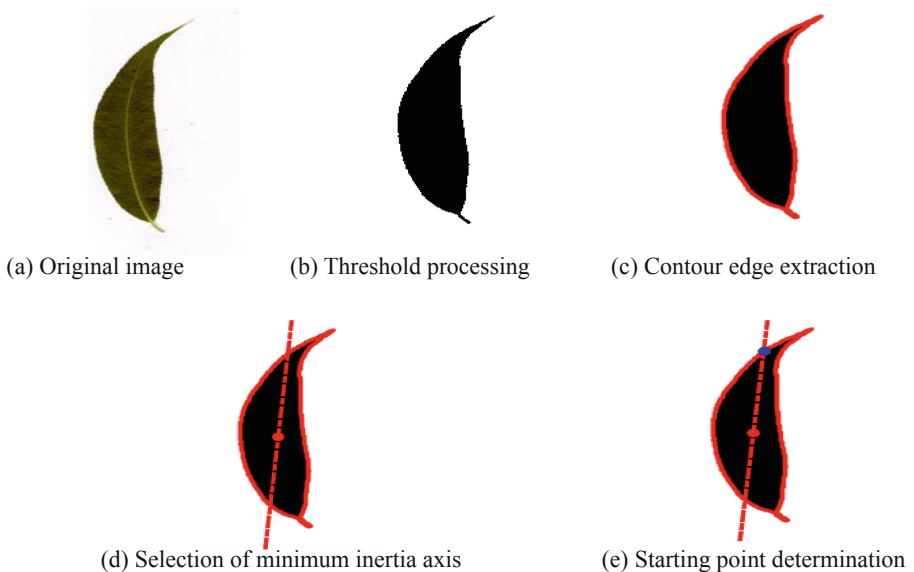 (a) Original image
(b) Threshold processing
(c) Contour edge extraction
(d) Selection of minimum inertia axis
(e) Starting point determination